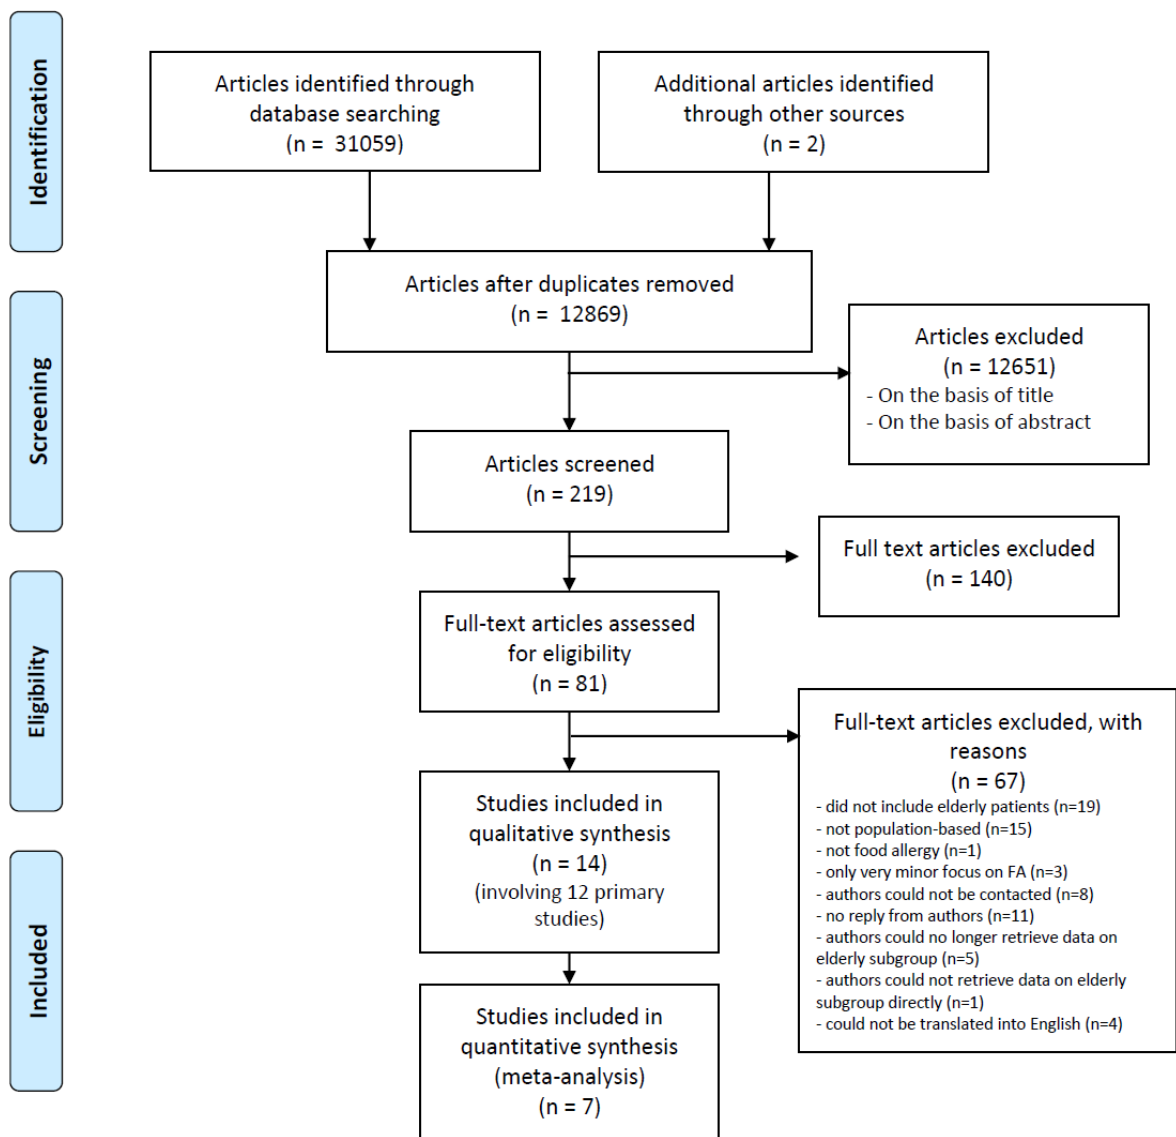 Identification
Articles identified through
database searching
(n = 31059)
Additional articles identified
through other sources
(n = 2)
Articles after duplicates removed
(n = 12869)
Screening
Articles excluded
(n = 12651)
- On the basis of title
- On the basis of abstract
Articles screened
(n = 219)
Full text articles excluded
(n = 140)
Eligibility
Full-text articles assessed
for eligibility
(n = 81)
Full-text articles excluded, with
reasons
(n = 67)
- did not include elderly patients (n=19)
- not population-based (n=15)
- not food allergy (n=1)
- only very minor focus on FA (n=3)
- authors could not be contacted (n=8)
- no reply from authors (n=11)
- authors could no longer retrieve data on
elderly subgroup (n=5)
- authors could not retrieve data on elderly
subgroup directly (n=1)
- could not be translated into English (n=4)
Studies included in
qualitative synthesis
(n = 14)
(involving 12 primary
studies)
Included
Studies included in
quantitative synthesis
(meta-analysis)
(n = 7)